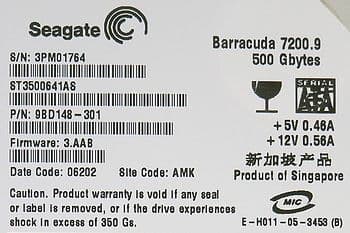 Seagate
Barracuda 7200.9
500 Gbytes
S/N: 3PM01764
ST3500641AS
P/N: 9BD148-301
Firmware: 3.AAB
Date Code: 06202 Site Code: AMK
SERIAL
ATA
+5V 0.46A
+12V 0.56A
新加坡产品
Product of Singapore
Caution: Product warranty is void if any seal
or label is removed, or if the drive experiences
shock in excess of 350 Gs.
MIC
E-H011-05-3453 (B)